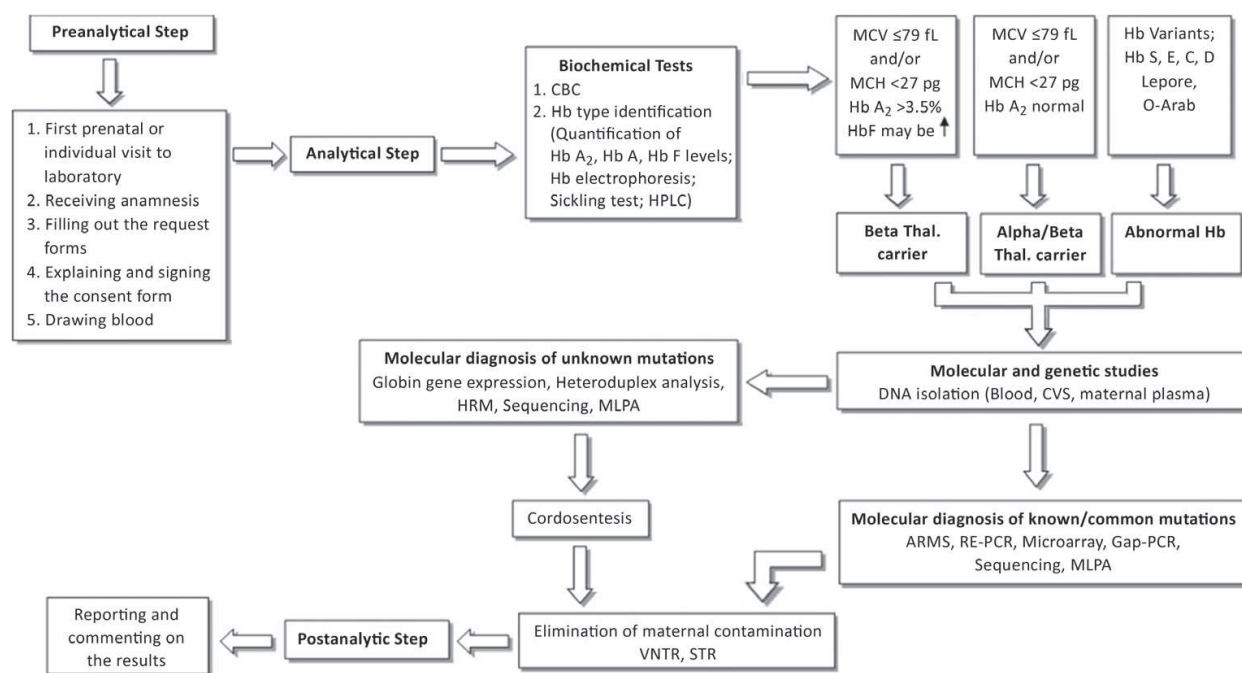 Preanalytical Step
1. First prenatal or
individual visit to
laboratory
2. Receiving anamnesis
3. Filling out the request
forms
4. Explaining and signing
the consent form
5. Drawing blood
Analytical Step
Biochemical Tests
1. CBC
2. Hb type identification
(Quantification of
Hb A₂, Hb A, Hb F levels;
Hb electrophoresis;
Sickling test; HPLC)
MCV ≤79 fL
and/or
MCH <27 pg
Hb A₂ >3.5%
HbF may be ↑
MCV ≤79 fL
and/or
MCH <27 pg
Hb A₂ normal
Hb Variants;
Hb S, E, C, D
Lepore,
O-Arab
Beta Thal.
carrier
Alpha/Beta
Thal. carrier
Abnormal Hb
Molecular and genetic studies
DNA isolation (Blood, CVS, maternal plasma)
Molecular diagnosis of unknown mutations
Globin gene expression, Heteroduplex analysis,
HRM, Sequencing, MLPA
Cordosentesis
Molecular diagnosis of known/common mutations
ARMS, RE-PCR, Microarray, Gap-PCR,
Sequencing, MLPA
Elimination of maternal contamination
VNTR, STR
Postanalytic Step
Reporting and
commenting on
the results